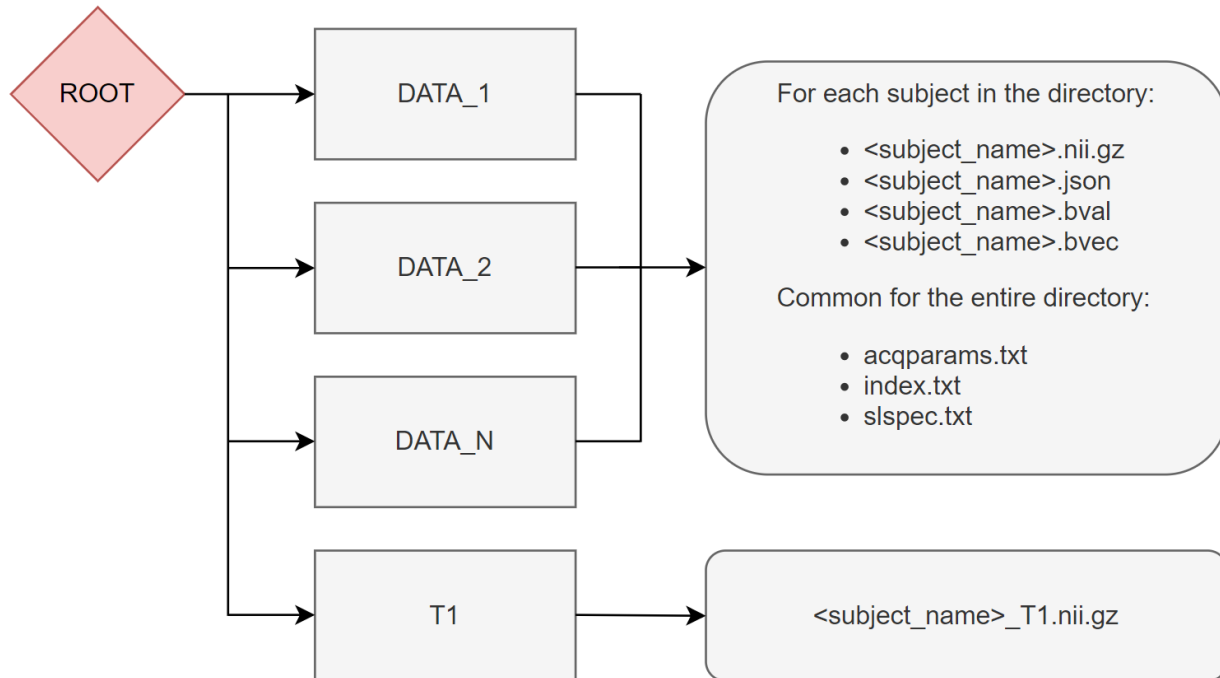 ROOT
DATA_1
DATA_2
DATA_N
T1
For each subject in the directory:
• <subject_name>.nii.gz
• <subject_name>.json
• <subject_name>.bval
• <subject_name>.bvec
Common for the entire directory:
• acqparams.txt
• index.txt
• slspec.txt
<subject_name>_T1.nii.gz